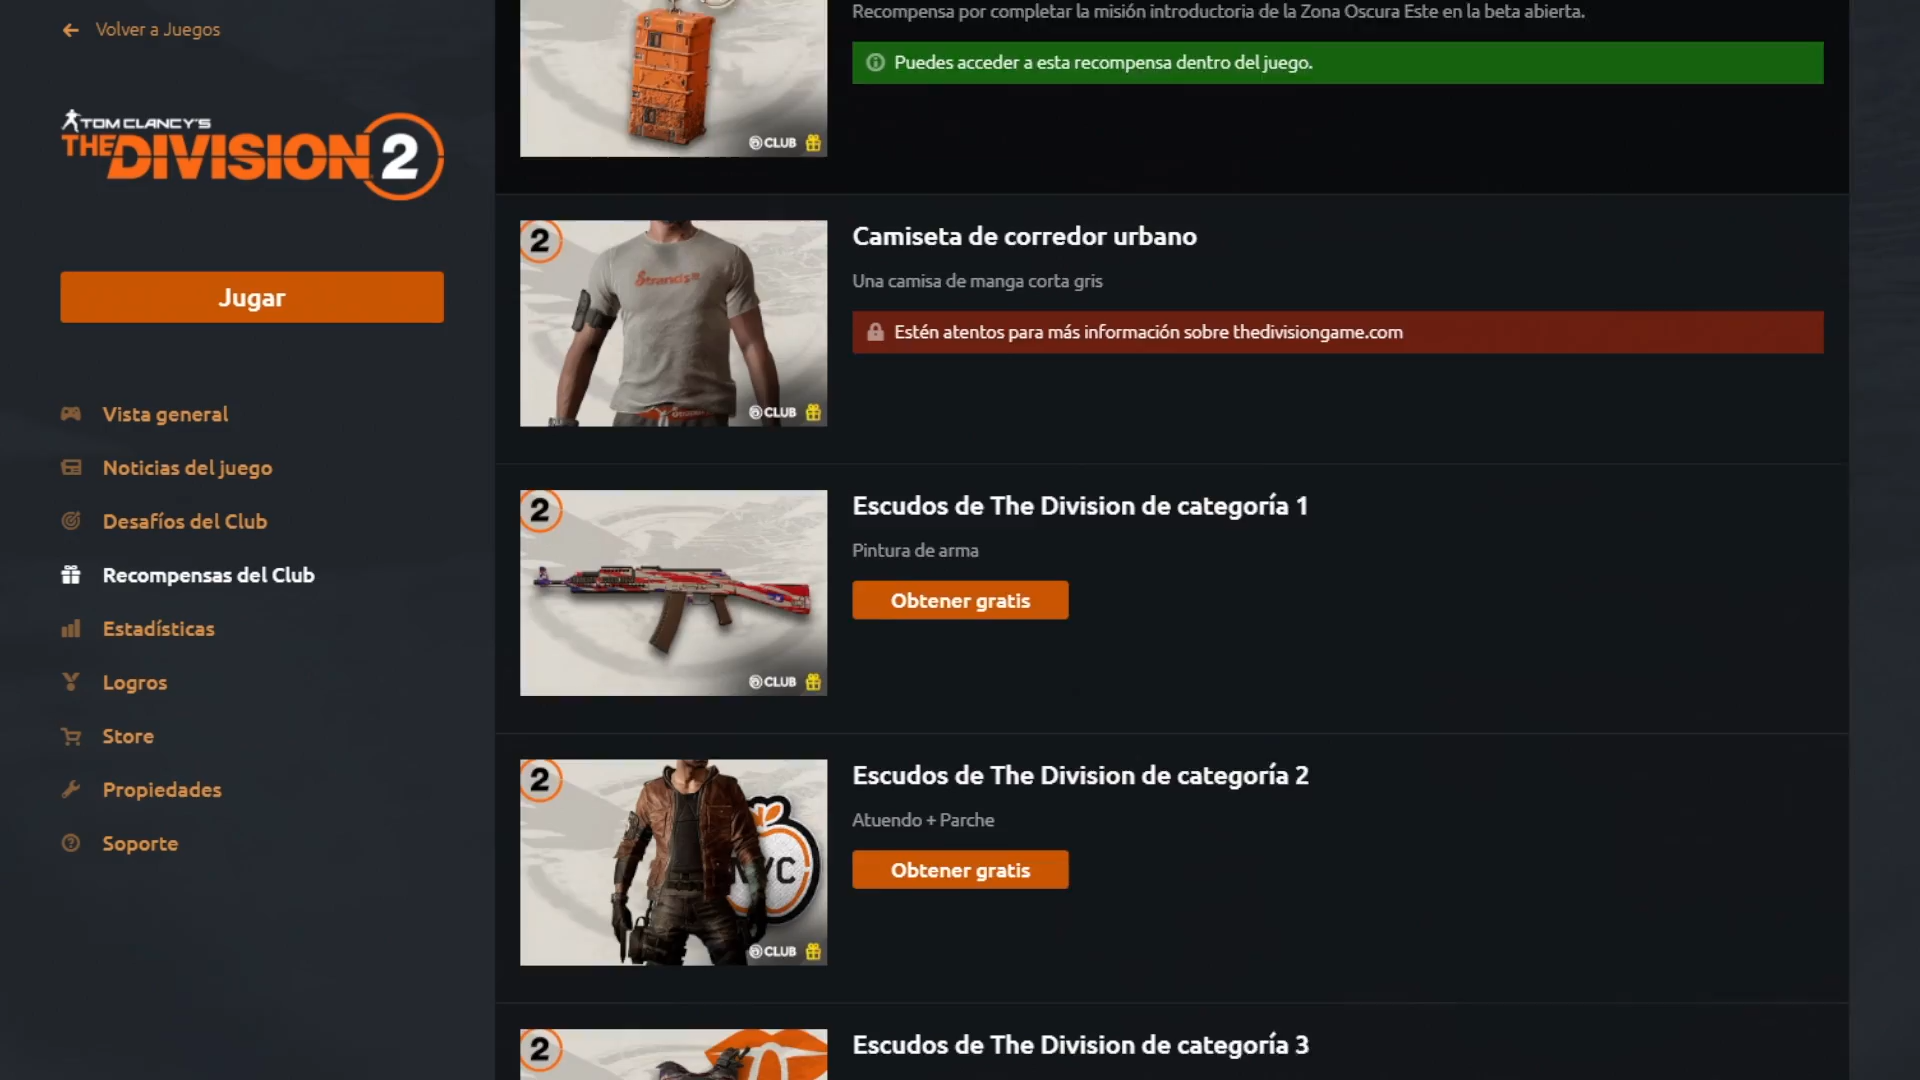 Volver a Juegos
TOM CLANCY'S
THE DIVISION 2
Jugar
Vista general
Noticias del juego
Desafíos del Club
Recompensas del Club
Estadísticas
Logros
Store
Propiedades
Soporte
Recompensa por completar la misión introductoria de la Zona Oscura Este en la beta abierta.
Puedes acceder a esta recompensa dentro del juego.
CLUB
2
Strands
CLUB
Camiseta de corredor urbano
Una camisa de manga corta gris
Estén atentos para más información sobre thedivisiongame.com
2
CLUB
Escudos de The Division de categoría 1
Pintura de arma
Obtener gratis
2
CLUB
Escudos de The Division de categoría 2
Atuendo + Parche
Obtener gratis
2
Escudos de The Division de categoría 3